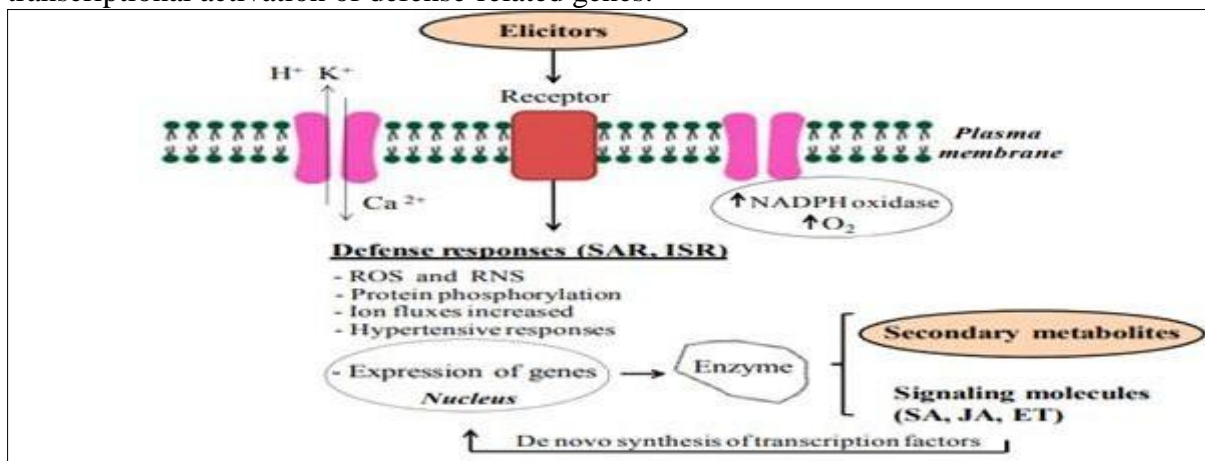 transcriptional activation of defense-related genes.
Elicitors
H⁺ K⁺
Receptor
Plasma
membrane
Ca ²⁺
↑NADPH oxidase
↑O₂
Defense responses (SAR, ISR)
- ROS and RNS
- Protein phosphorylation
- Ion fluxes increased
- Hypertensive responses
- Expression of genes
Nucleus
Enzyme
Secondary metabolites
Signaling molecules
(SA, JA, ET)
De novo synthesis of transcription factors